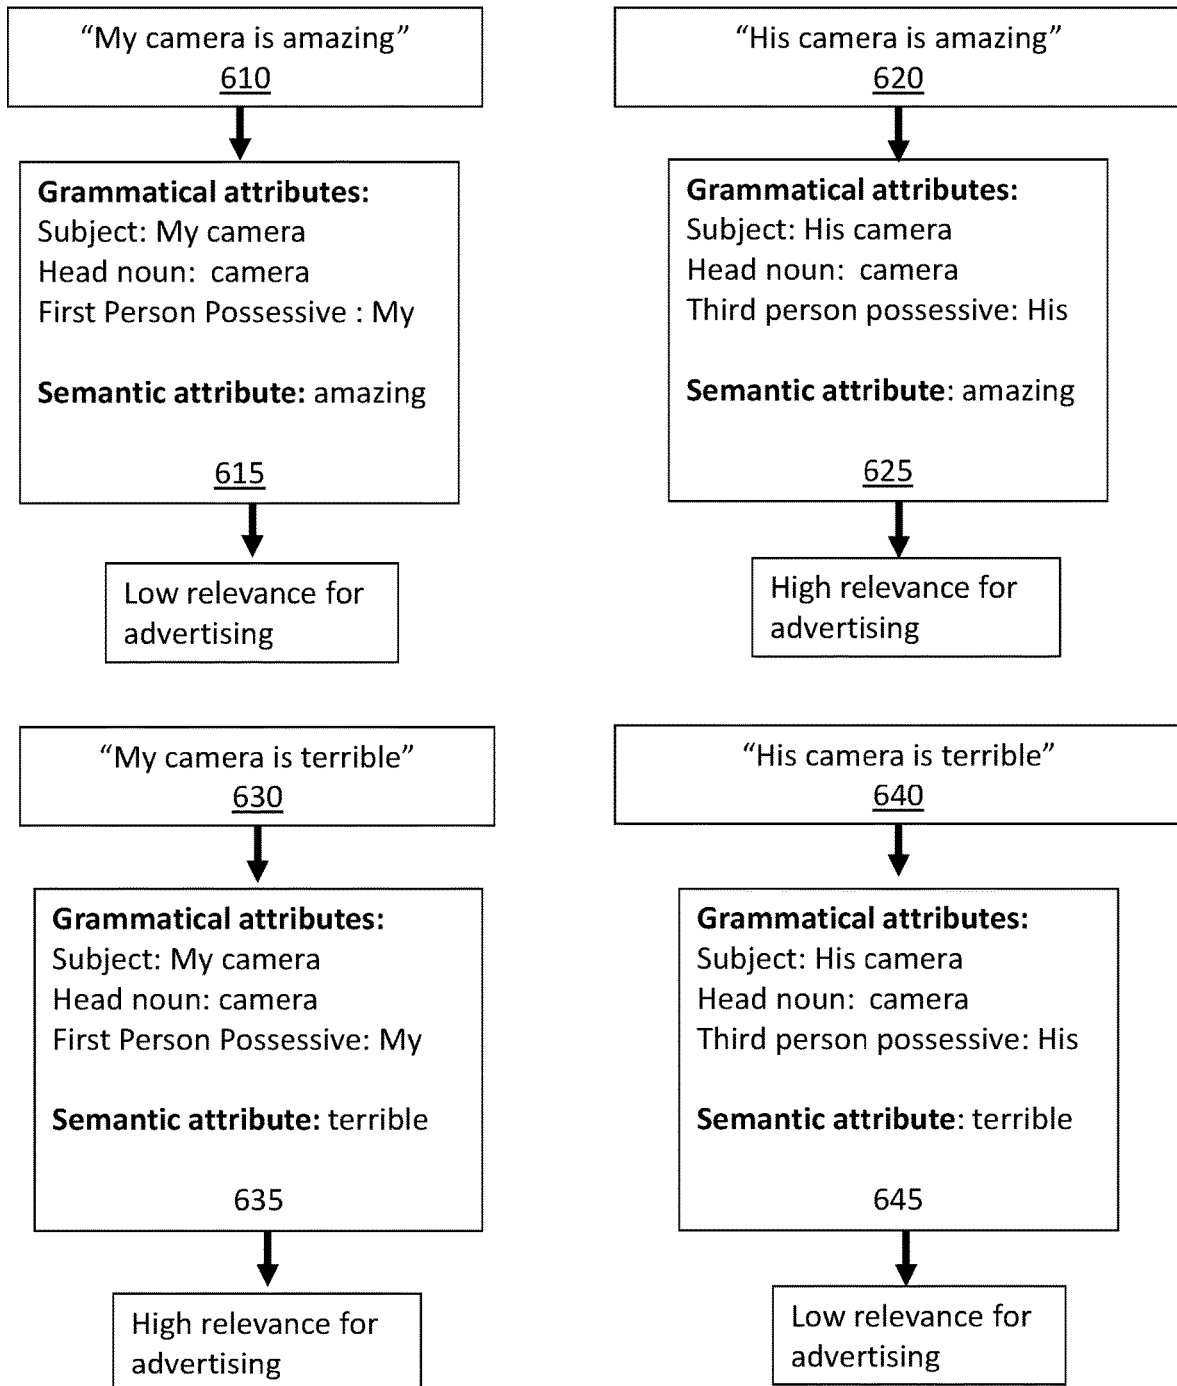 “My camera is amazing”
610
Grammatical attributes:
Subject: My camera
Head noun: camera
First Person Possessive : My
Semantic attribute: amazing
615
Low relevance for
advertising
“His camera is amazing”
620
Grammatical attributes:
Subject: His camera
Head noun: camera
Third person possessive: His
Semantic attribute: amazing
625
High relevance for
advertising
“My camera is terrible”
630
Grammatical attributes:
Subject: My camera
Head noun: camera
First Person Possessive: My
Semantic attribute: terrible
635
High relevance for
advertising
“His camera is terrible”
640
Grammatical attributes:
Subject: His camera
Head noun: camera
Third person possessive: His
Semantic attribute: terrible
645
Low relevance for
advertising